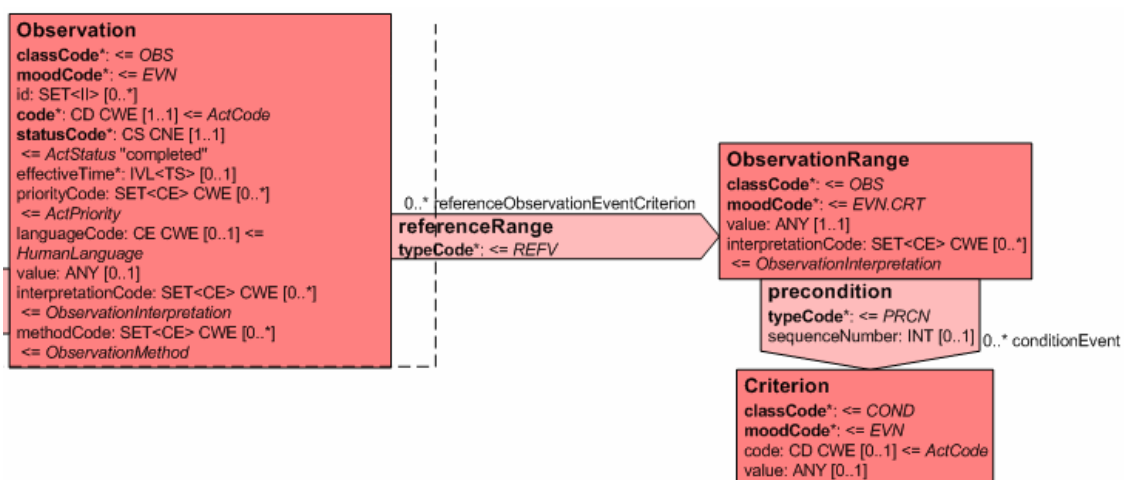 Observation
classCode*: <= OBS
moodCode*: <= EVN
id: SET<II> [0..*]
code*: CD CWE [1..1] <= ActCode
statusCode*: CS CNE [1..1]
<= ActStatus "completed"
effectiveTime*: IVL<TS> [0..1]
priorityCode: SET<CE> CWE [0..*]
<= ActPriority
languageCode: CE CWE [0..1] <=
HumanLanguage
value: ANY [0..1]
interpretationCode: SET<CE> CWE [0..*]
<= ObservationInterpretation
methodCode: SET<CE> CWE [0..*]
<= ObservationMethod
0..* referenceObservationEventCriterion
referenceRange
typeCode*: <= REFV
ObservationRange
classCode*: <= OBS
moodCode*: <= EVN.CRT
value: ANY [1..1]
interpretationCode: SET<CE> CWE [0..*]
<= ObservationInterpretation
precondition
typeCode*: <= PRCN
sequenceNumber: INT [0..1]
0..* conditionEvent
Criterion
classCode*: <= COND
moodCode*: <= EVN
code: CD CWE [0..1] <= ActCode
value: ANY [0..1]